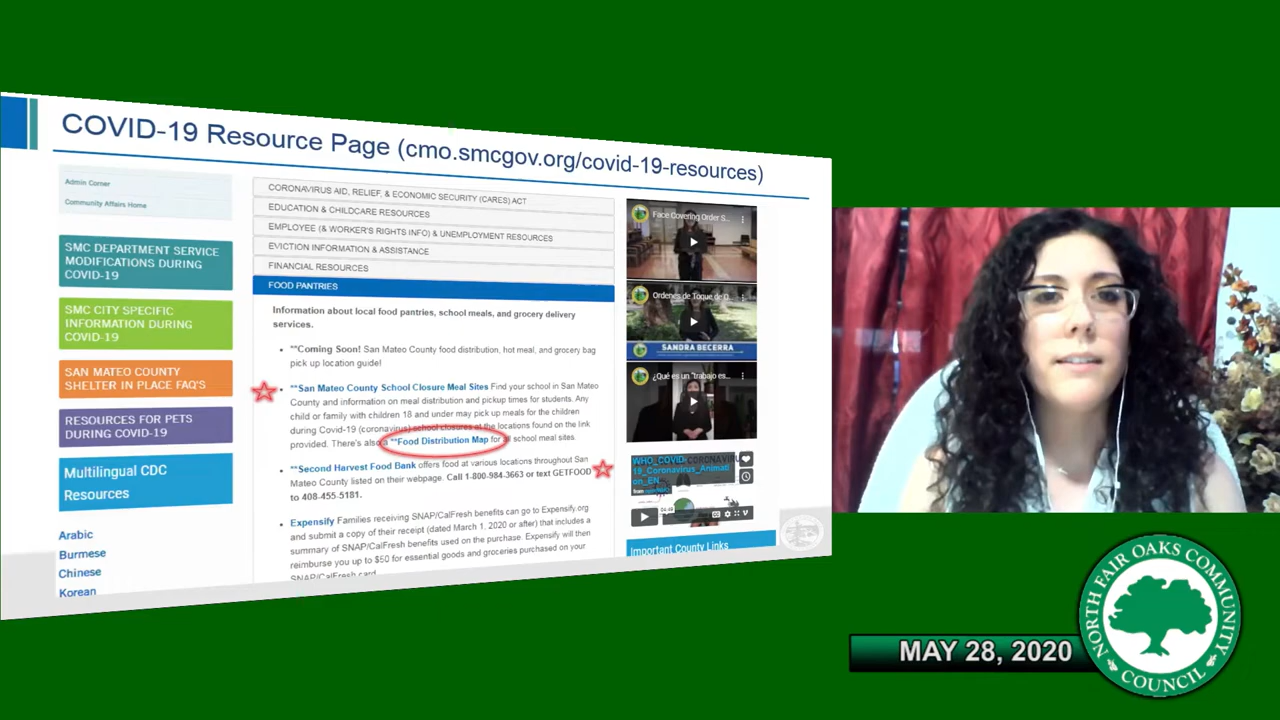 COVID-19 Resource Page (cmo.smcgov.org/covid-19-resources)
Admin Corner
Community Affairs Home
SMC DEPARTMENT SERVICE
MODIFICATIONS DURING
COVID-19
SMC CITY SPECIFIC
INFORMATION DURING
COVID-19
SAN MATEO COUNTY
SHELTER IN PLACE FAQ'S
RESOURCES FOR PETS
DURING COVID-19
Multilingual CDC
Resources
Arabic
Burmese
Chinese
Korean
CORONAVIRUS AID, RELIEF, & ECONOMIC SECURITY (CARES) ACT
EDUCATION & CHILDCARE RESOURCES
EMPLOYEE (& WORKER'S RIGHTS INFO) & UNEMPLOYMENT RESOURCES
EVICTION INFORMATION & ASSISTANCE
FINANCIAL RESOURCES
FOOD PANTRIES
Information about local food pantries, school meals, and grocery delivery
services.
• **Coming Soon! San Mateo County food distribution, hot meal, and grocery bag
pick up location guide!
• **San Mateo County School Closure Meal Sites Find your school in San Mateo
County and information on meal distribution and pickup times for students. Any
child or family with children 18 and under may pick up meals for the children
during Covid-19 (coronavirus) school closures at the locations found on the link
provided. There's also a **Food Distribution Map for all school meal sites.
• **Second Harvest Food Bank offers food at various locations throughout San
Mateo County listed on their webpage. Call 1-800-984-3663 or text GETFOOD
to 408-455-5181.
• Expensify Families receiving SNAP/CalFresh benefits can go to Expensify.org
and submit a copy of their receipt (dated March 1, 2020 or after) that includes a
summary of SNAP/CalFresh benefits used on the purchase. Expensify will then
reimburse you up to $50 for essential goods and groceries purchased on your
SNAP/CalFresh card
Face Covering Order S...
Ordenes de Toque de Q...
SANDRA BECERRA
¿Qué es un "trabajo es...
WHO_COVID-
19_Coronavirus_Animati
on_EN
from
Important County Links
MAY 28, 2020
NORTH FAIR OAKS COMMUNITY
COUNCIL